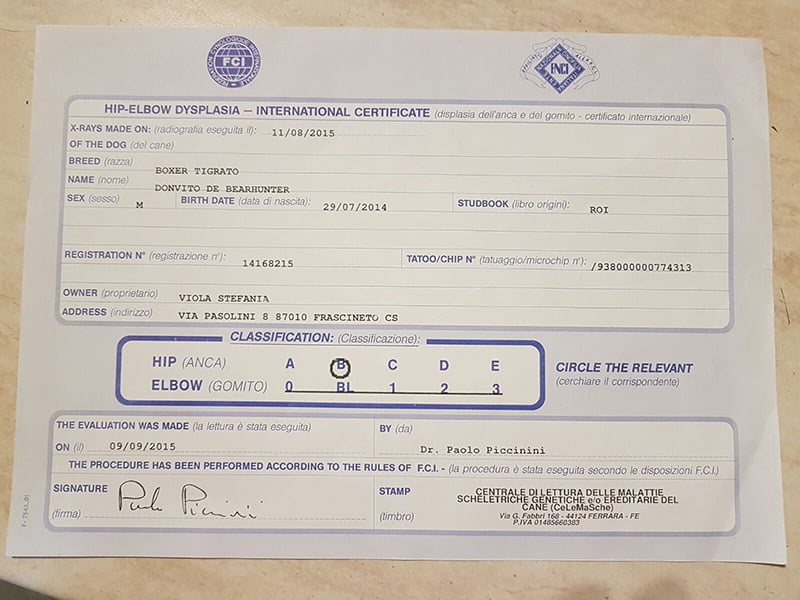 FCI
ENCI
HIP-ELBOW DYSPLASIA – INTERNATIONAL CERTIFICATE (displasia dell'anca e del gomito - certificato internazionale)
X-RAYS MADE ON: (radiografia eseguita il): 11/08/2015
OF THE DOG (del cane)
BREED (razza) BOXER TIGRATO
NAME (nome) DONVITO DE BEARHUNTER
SEX (sesso) M BIRTH DATE (data di nascita): 29/07/2014 STUDBOOK (libro origini): ROI
REGISTRATION N° (registrazione n°): 14168215 TATOO/CHIP N° (tatuaggio/microchip n°): /938000000774313
OWNER (proprietario) VIOLA STEFANIA
ADDRESS (indirizzo) VIA PASOLINI 8 87010 FRASCINETO CS
CLASSIFICATION: (Classificazione):
HIP (ANCA) A B C D E
ELBOW (GOMITO) 0 BL 1 2 3
CIRCLE THE RELEVANT
(cerchiare il corrispondente)
THE EVALUATION WAS MADE (la lettura è stata eseguita) BY (da)
ON (il) 09/09/2015 Dr. Paolo Piccinini
THE PROCEDURE HAS BEEN PERFORMED ACCORDING TO THE RULES OF F.C.I. - (la procedura è stata eseguita secondo le disposizioni F.C.I.)
SIGNATURE
(firma)
STAMP
(timbro)
CENTRALE DI LETTURA DELLE MALATTIE
SCHELETRICHE GENETICHE e/o EREDITARIE DEL
CANE (CeLeMaSche)
Via G. Fabbri 168 - 44124 FERRARA - FE
P.IVA 01485660383